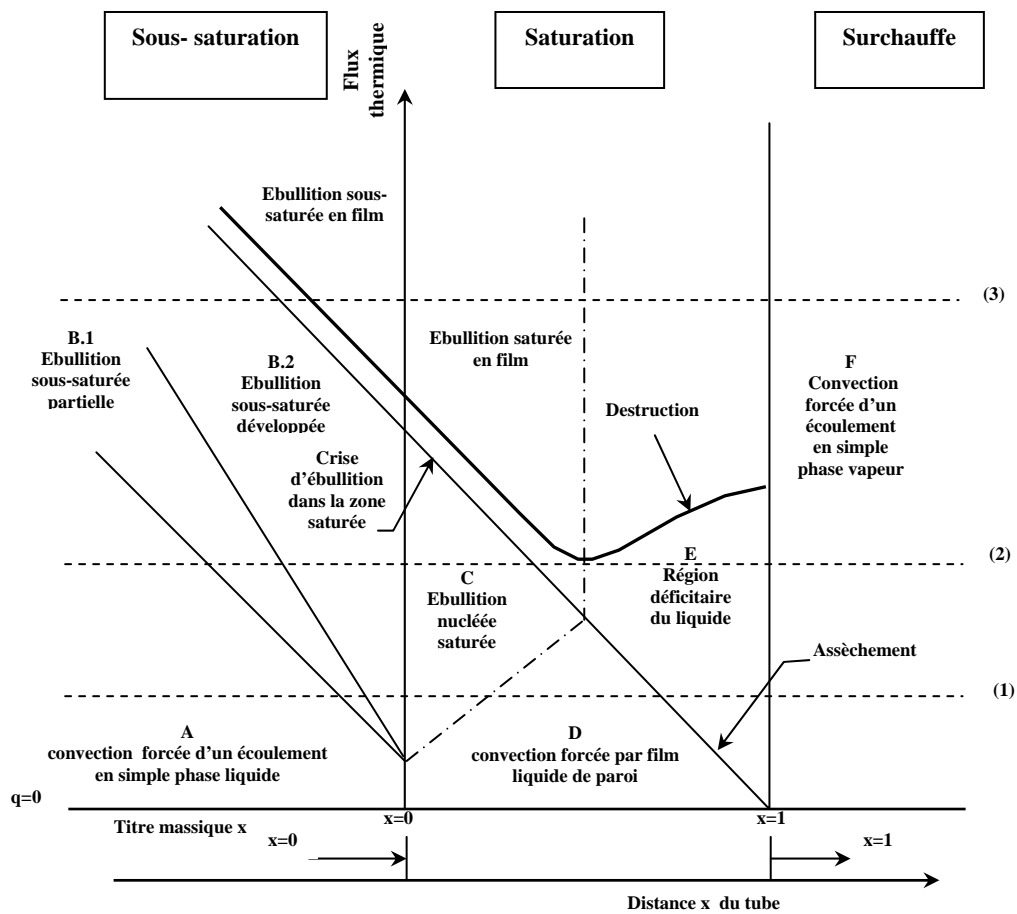 Sous- saturation
Saturation
Surchauffe
Flux
thermique
Ebullition sous-
saturée en film
(3)
B.1
Ebullition
sous-saturée
partielle
B.2
Ebullition
sous-saturée
développée
Ebullition saturée
en film
F
Convection
forcée d'un
écoulement
en simple
phase vapeur
Destruction
Crise
d'ébullition
dans la zone
saturée
(2)
C
Ebullition
nucléée
saturée
E
Région
déficitaire
du liquide
Assèchement
(1)
A
convection forcée d'un écoulement
en simple phase liquide
D
convection forcée par film
liquide de paroi
q=0
Titre massique x
x=0
x=1
x=0
x=1
Distance x du tube